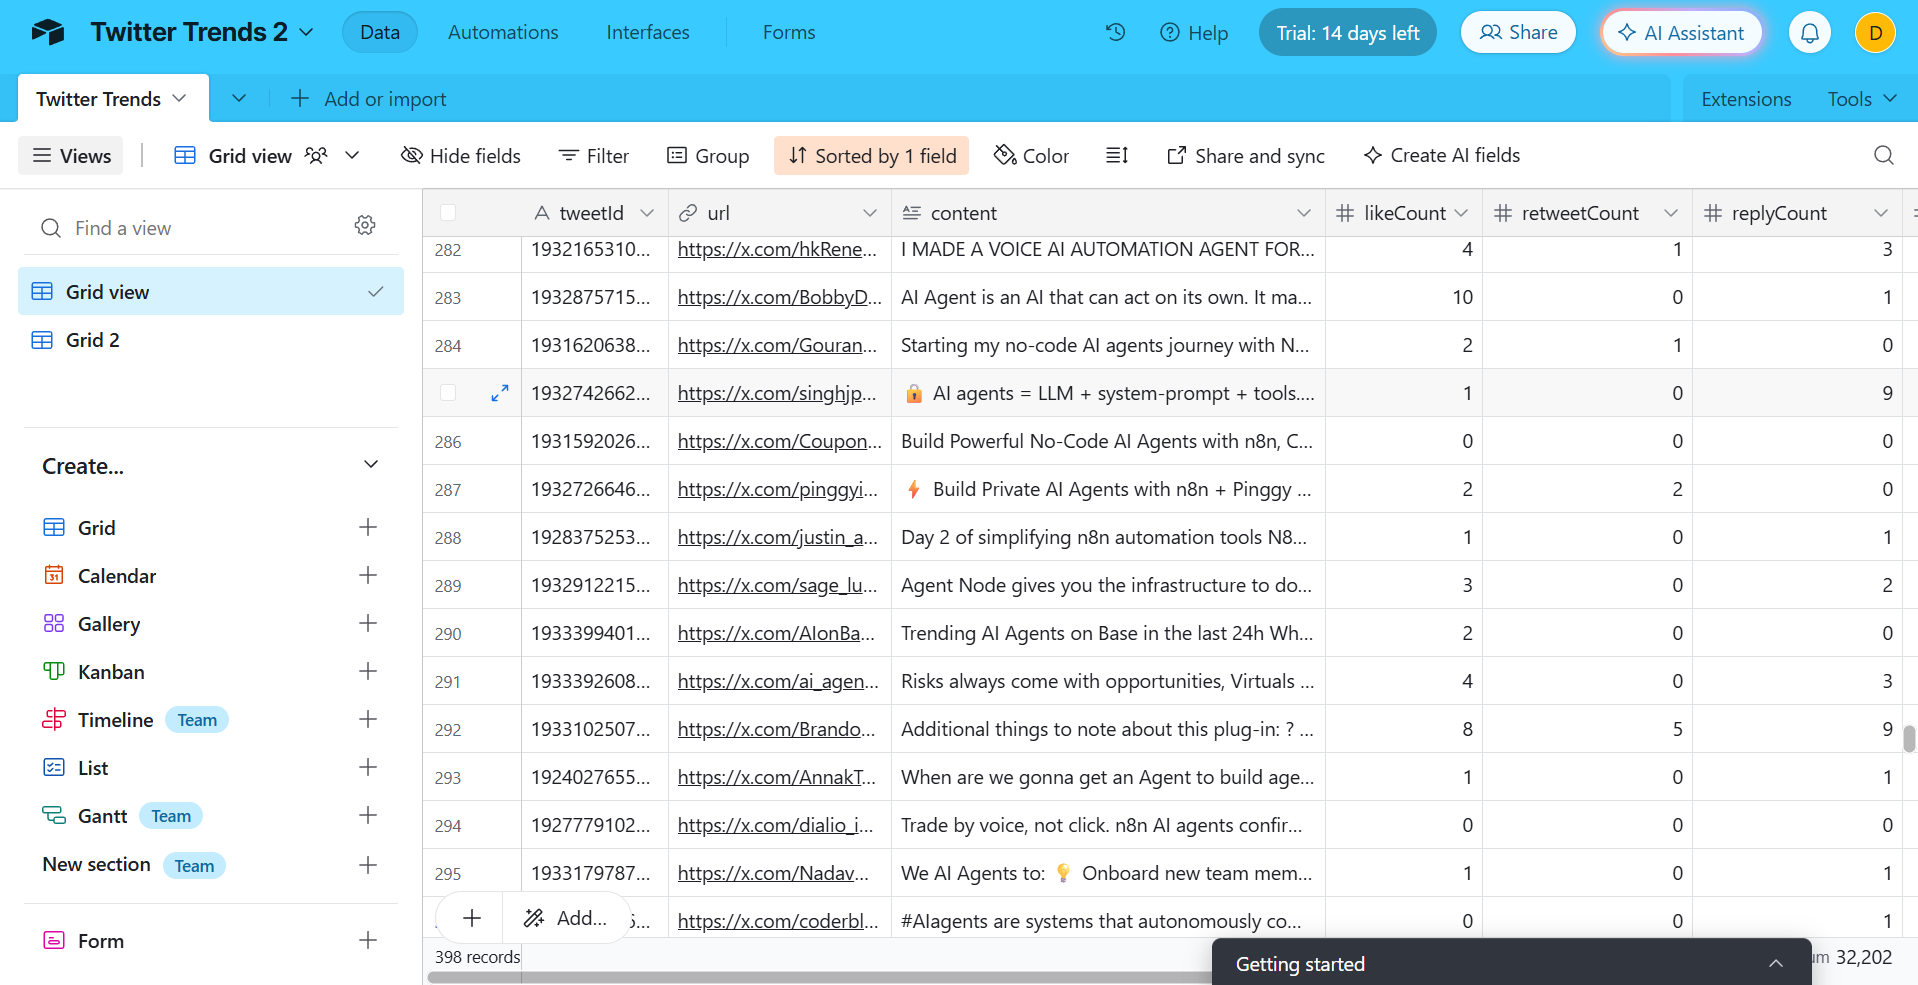 Twitter Trends 2
Data
Automations
Interfaces
Forms
Help
Trial: 14 days left
Share
AI Assistant
D
Twitter Trends
Add or import
Extensions
Tools
Views
Grid view
Hide fields
Filter
Group
Sorted by 1 field
Color
Share and sync
Create AI fields
Find a view
Grid view
Grid 2
Create...
Grid
Calendar
Gallery
Kanban
Timeline Team
List
Gantt Team
New section Team
Form
tweetId url content likeCount retweetCount replyCount
282 1932165310... https://x.com/hkRene... I MADE A VOICE AI AUTOMATION AGENT FOR... 4 1 3
283 1932875715... https://x.com/BobbyD... AI Agent is an AI that can act on its own. It ma... 10 0 1
284 1931620638... https://x.com/Gouran... Starting my no-code AI agents journey with N... 2 1 0
1932742662... https://x.com/singhjp... 🔒 AI agents = LLM + system-prompt + tools.... 1 0 9
286 1931592026... https://x.com/Coupon... Build Powerful No-Code AI Agents with n8n, C... 0 0 0
287 1932726646... https://x.com/pinggyi... ⚡ Build Private AI Agents with n8n + Pinggy ... 2 2 0
288 1928375253... https://x.com/justin_a... Day 2 of simplifying n8n automation tools N8... 1 0 1
289 1932912215... https://x.com/sage_lu... Agent Node gives you the infrastructure to do... 3 0 2
290 1933399401... https://x.com/AIonBa... Trending AI Agents on Base in the last 24h Wh... 2 0 0
291 1933392608... https://x.com/ai_agen... Risks always come with opportunities, Virtuals ... 4 0 3
292 1933102507... https://x.com/Brando... Additional things to note about this plug-in: ? ... 8 5 9
293 1924027655... https://x.com/AnnakT... When are we gonna get an Agent to build age... 1 0 1
294 1927779102... https://x.com/dialio_i... Trade by voice, not click. n8n AI agents confir... 0 0 0
295 1933179787... https://x.com/Nadav... We AI Agents to: 💡 Onboard new team mem... 1 0 1
https://x.com/coderbl... #AIagents are systems that autonomously co... 0 0 1
Add...
398 records
Getting started
32,202